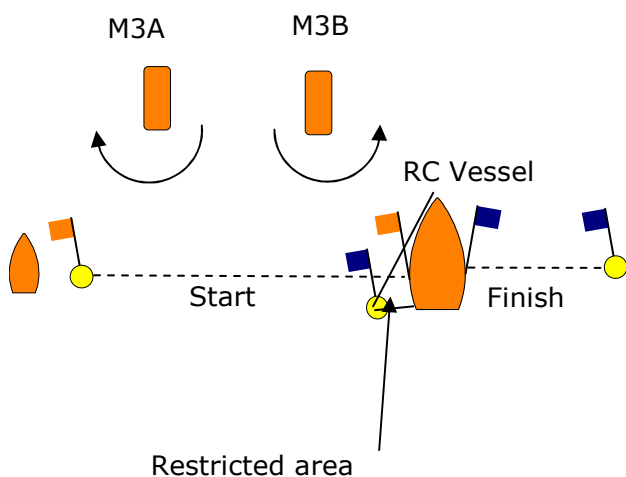 M3A
M3B
RC Vessel
Start
Finish
Restricted area